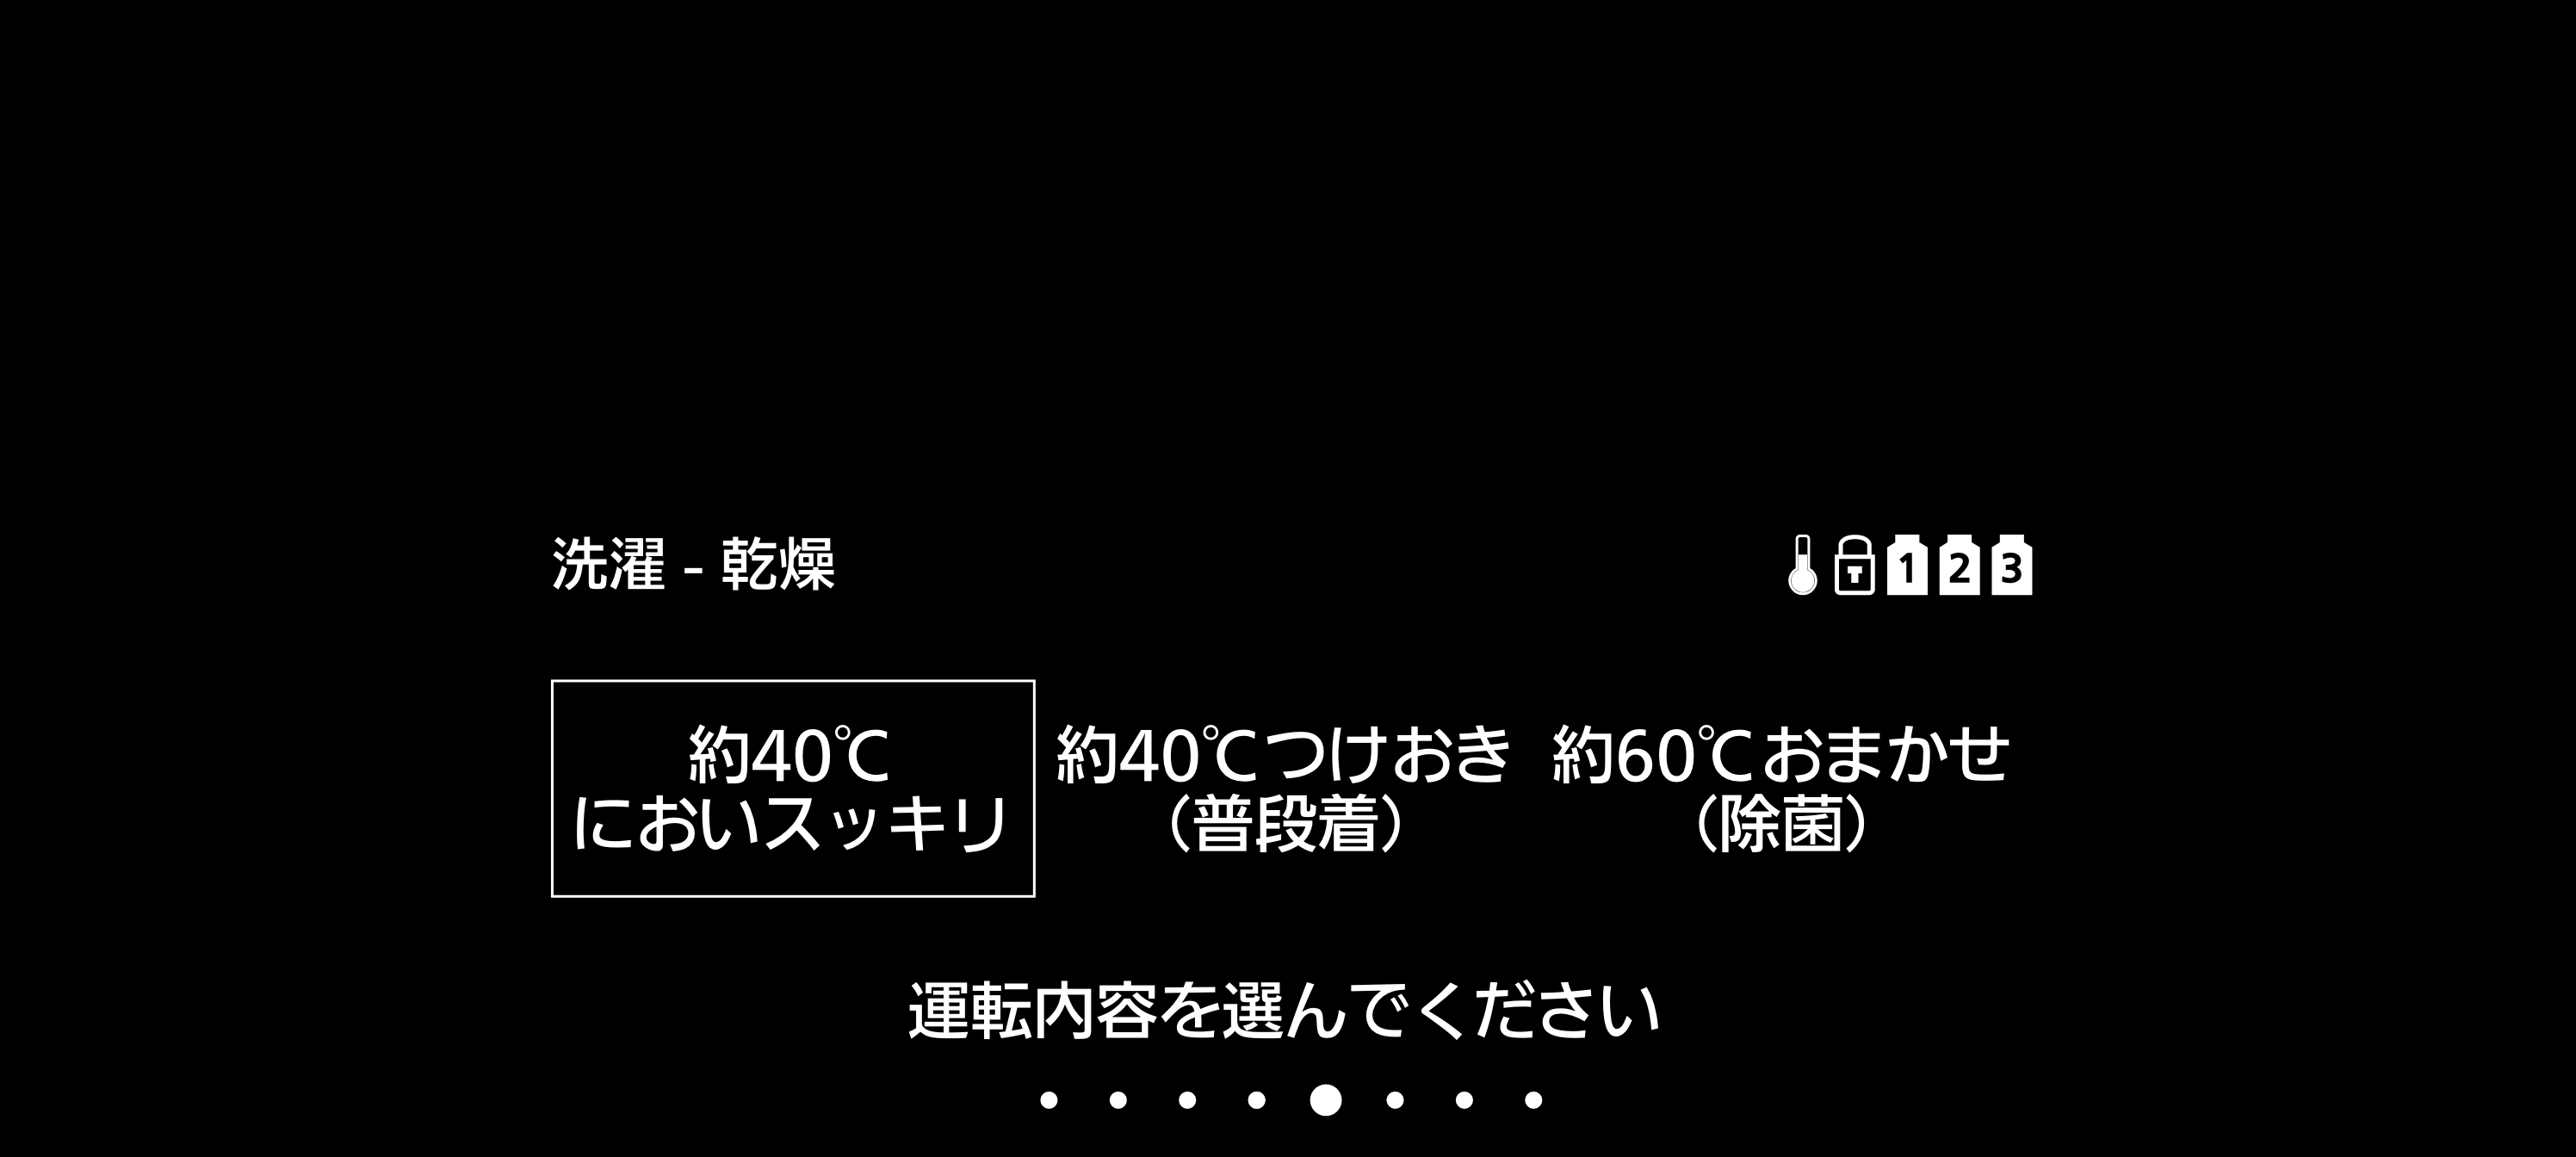 洗濯 - 乾燥
1 2 3
約40℃
においスッキリ
約40℃つけおき
（普段着）
約60℃おまかせ
（除菌）
運転内容を選んでください